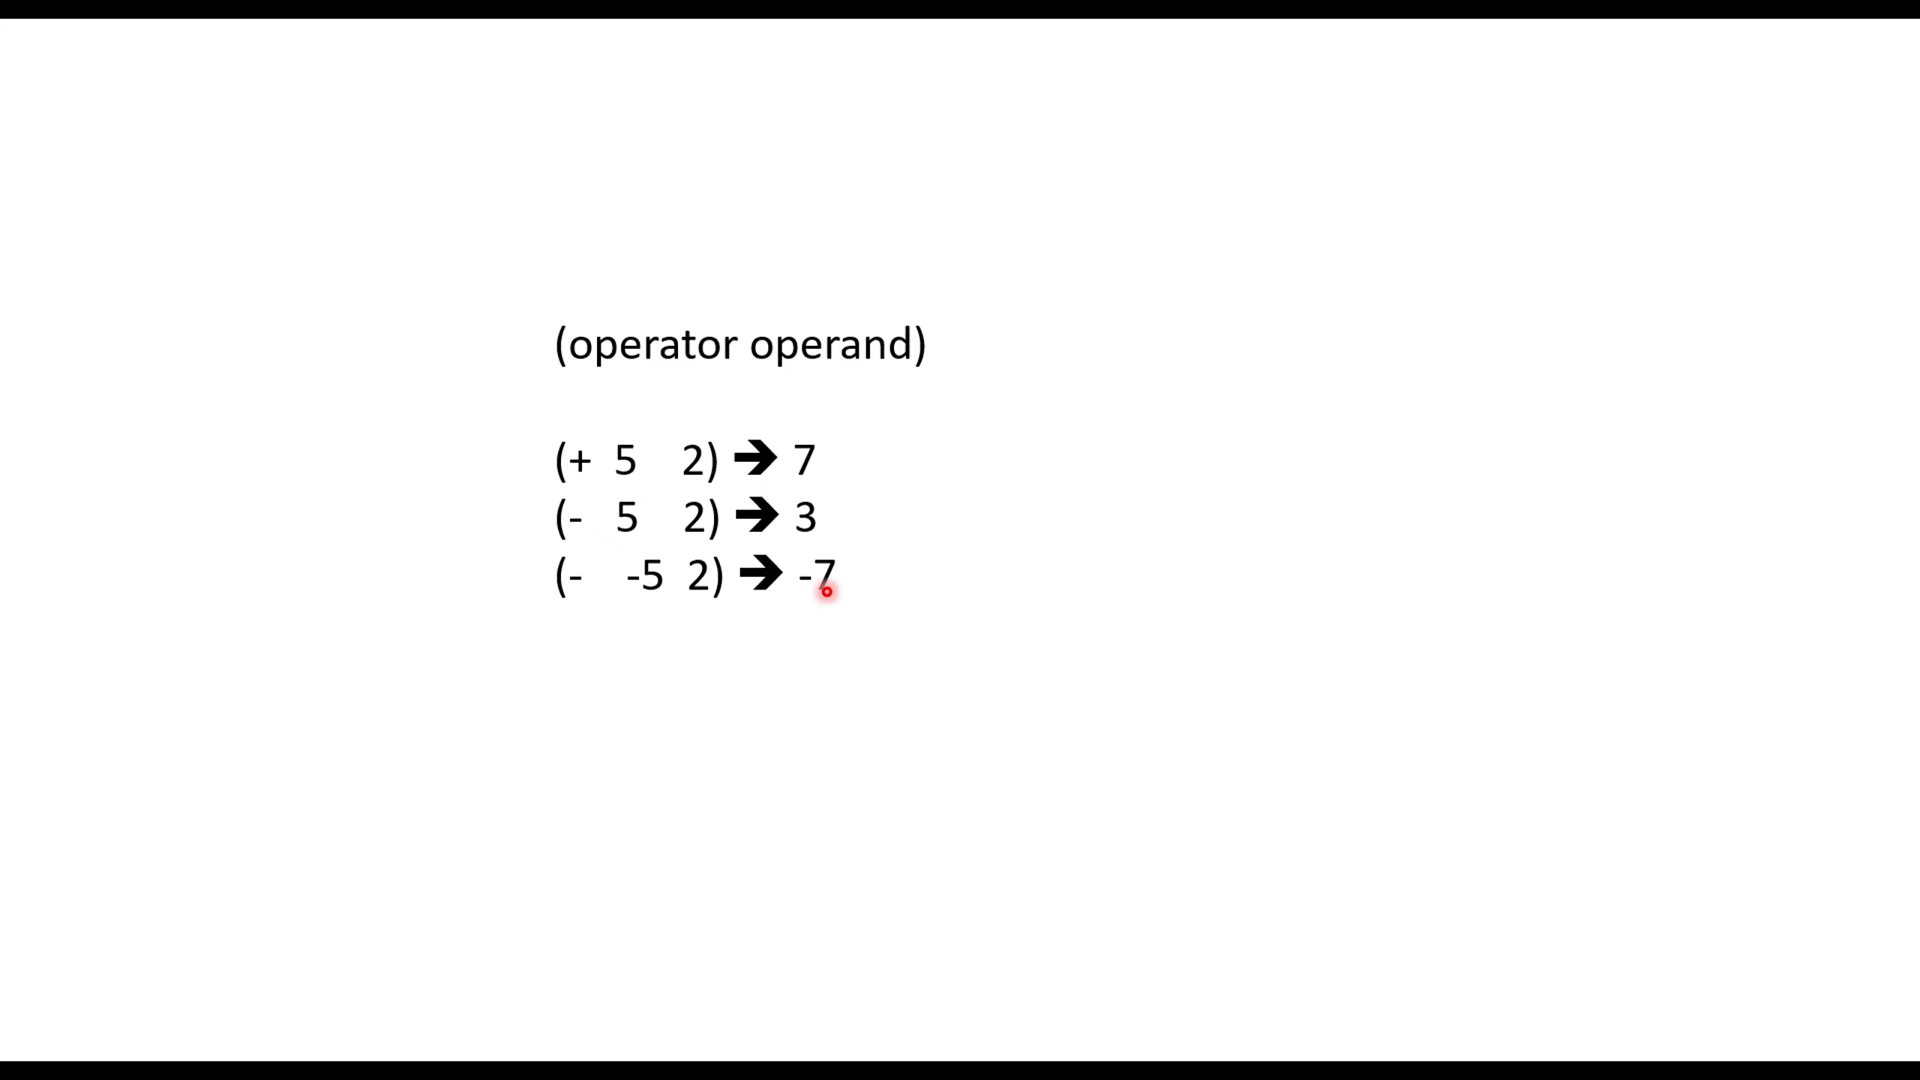 (operator operand)
(+ 5 2) 🡺 7
(- 5 2) 🡺 3
(- -5 2) 🡺 -7